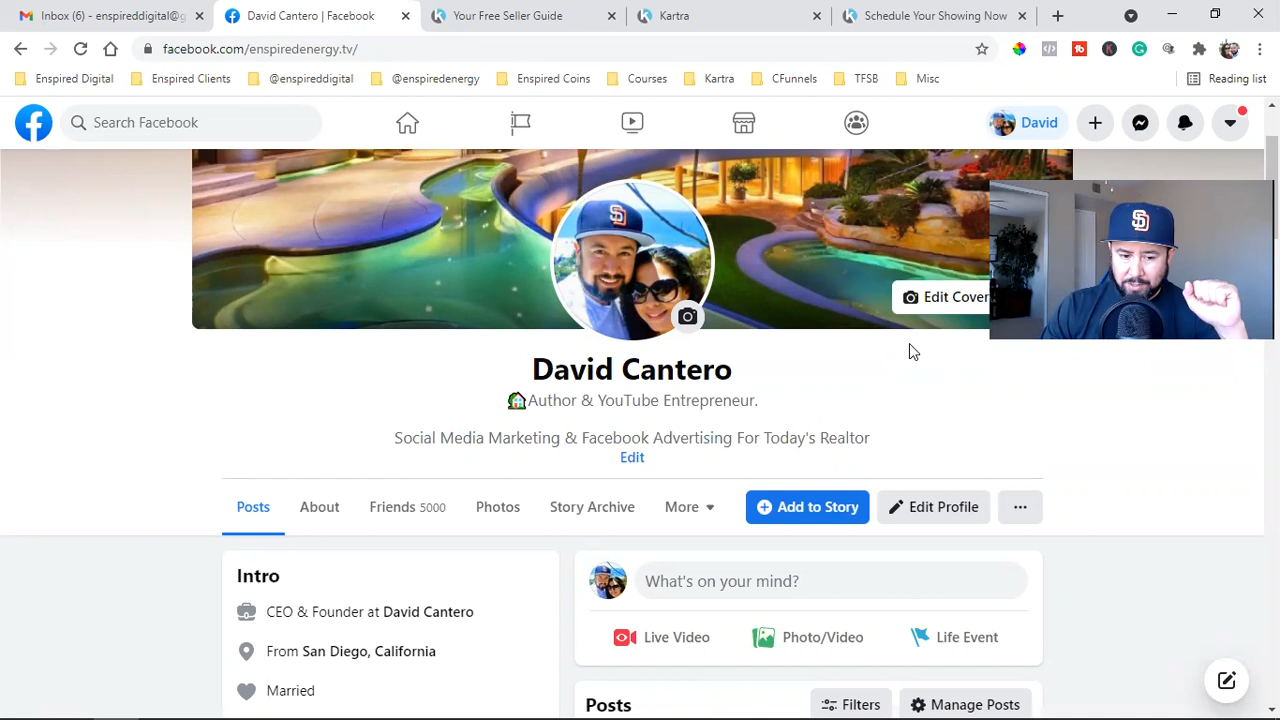 Inbox (6) - enspireddigital@g
David Cantero | Facebook
Your Free Seller Guide
Kartra
Schedule Your Showing Now
facebook.com/enspiredenergy.tv/
Enspired Digital
Enspired Clients
@enspireddigital
@enspiredenergy
Enspired Coins
Courses
Kartra
CFunnels
TFSB
Misc
Reading list
Search Facebook
David
SD
SD
Edit Cover
David Cantero
Author & YouTube Entrepreneur.
Social Media Marketing & Facebook Advertising For Today's Realtor
Edit
Posts
About
Friends 5000
Photos
Story Archive
More
Add to Story
Edit Profile
Intro
What's on your mind?
CEO & Founder at David Cantero
Live Video
Photo/Video
Life Event
From San Diego, California
Married
Posts
Filters
Manage Posts